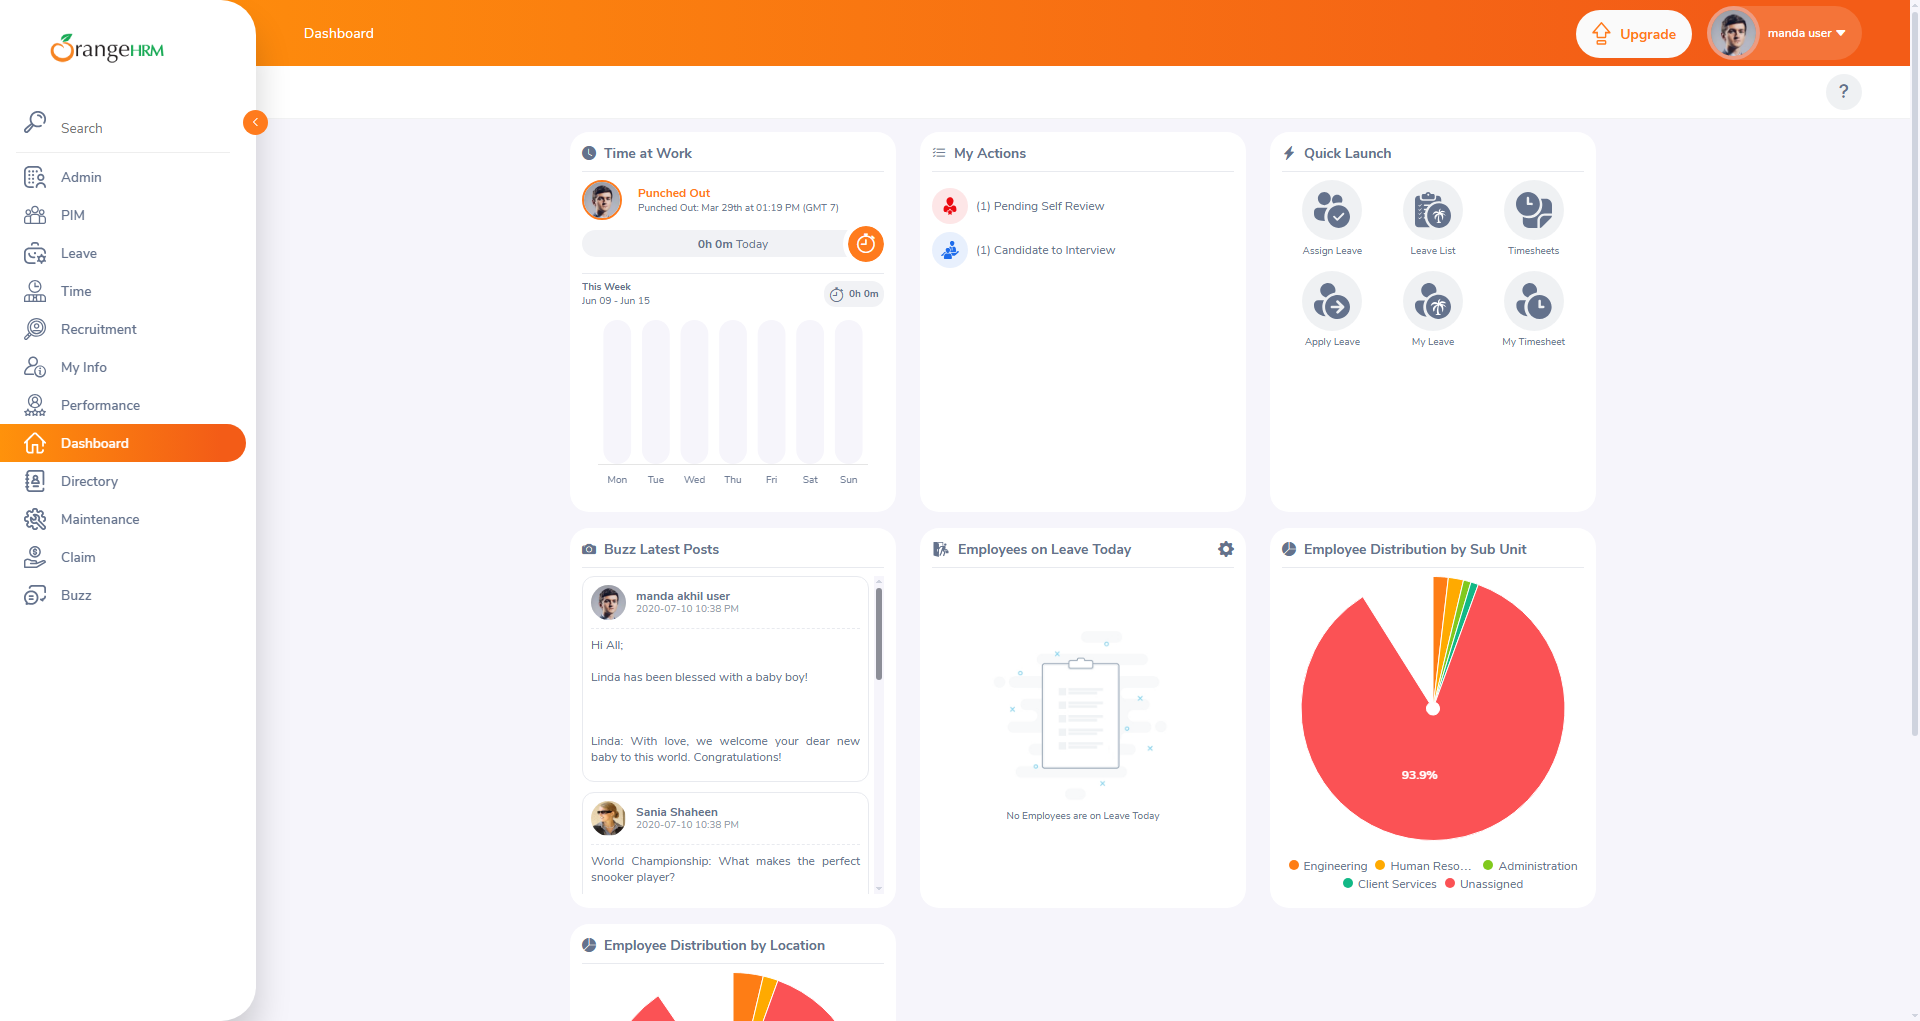 OrangeHRM
Search
Admin
PIM
Leave
Time
Recruitment
My Info
Performance
Dashboard
Directory
Maintenance
Claim
Buzz
Dashboard
Upgrade
manda user
?
Time at Work
Punched Out
Punched Out: Mar 29th at 01:19 PM (GMT 7)
0h 0m Today
This Week
Jun 09 - Jun 15
0h 0m
Mon Tue Wed Thu Fri Sat Sun
My Actions
(1) Pending Self Review
(1) Candidate to Interview
Quick Launch
Assign Leave
Leave List
Timesheets
Apply Leave
My Leave
My Timesheet
Buzz Latest Posts
manda akhil user
2020-07-10 10:38 PM
Hi All;
Linda has been blessed with a baby boy!
Linda: With love, we welcome your dear new
baby to this world. Congratulations!
Sania Shaheen
2020-07-10 10:38 PM
World Championship: What makes the perfect
snooker player?
Employees on Leave Today
No Employees are on Leave Today
Employee Distribution by Sub Unit
93.9%
Engineering Human Reso... Administration
Client Services Unassigned
Employee Distribution by Location